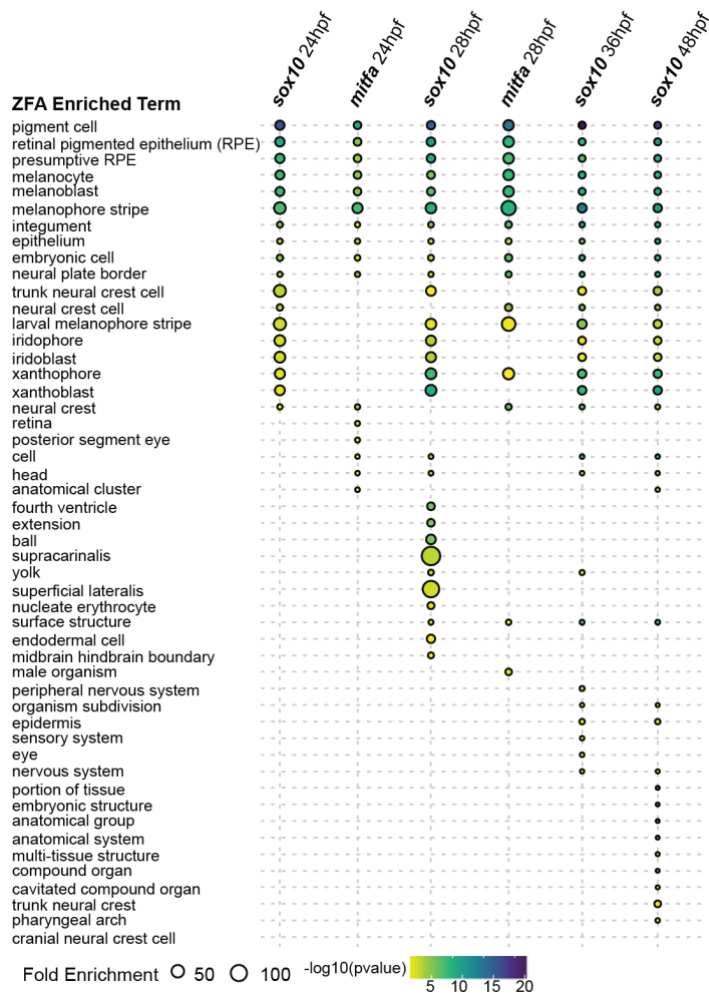 sox10 24hpf
mitfa 24hpf
sox10 28hpf
mitfa 28hpf
sox10 36hpf
sox10 48hpf
ZFA Enriched Term
pigment cell
retinal pigmented epithelium (RPE)
presumptive RPE
melanocyte
melanoblast
melanophore stripe
integument
epithelium
embryonic cell
neural plate border
trunk neural crest cell
neural crest cell
larval melanophore stripe
iridophore
iridoblast
xanthophore
xanthoblast
neural crest
retina
posterior segment eye
cell
head
anatomical cluster
fourth ventricle
extension
ball
supracarinalis
yolk
superficial lateralis
nucleate erythrocyte
surface structure
endodermal cell
midbrain hindbrain boundary
male organism
peripheral nervous system
organism subdivision
epidermis
sensory system
eye
nervous system
portion of tissue
embryonic structure
anatomical group
anatomical system
multi-tissue structure
compound organ
cavitated compound organ
trunk neural crest
pharyngeal arch
cranial neural crest cell
Fold Enrichment 50 100 -log10(pvalue)
5 10 15 20